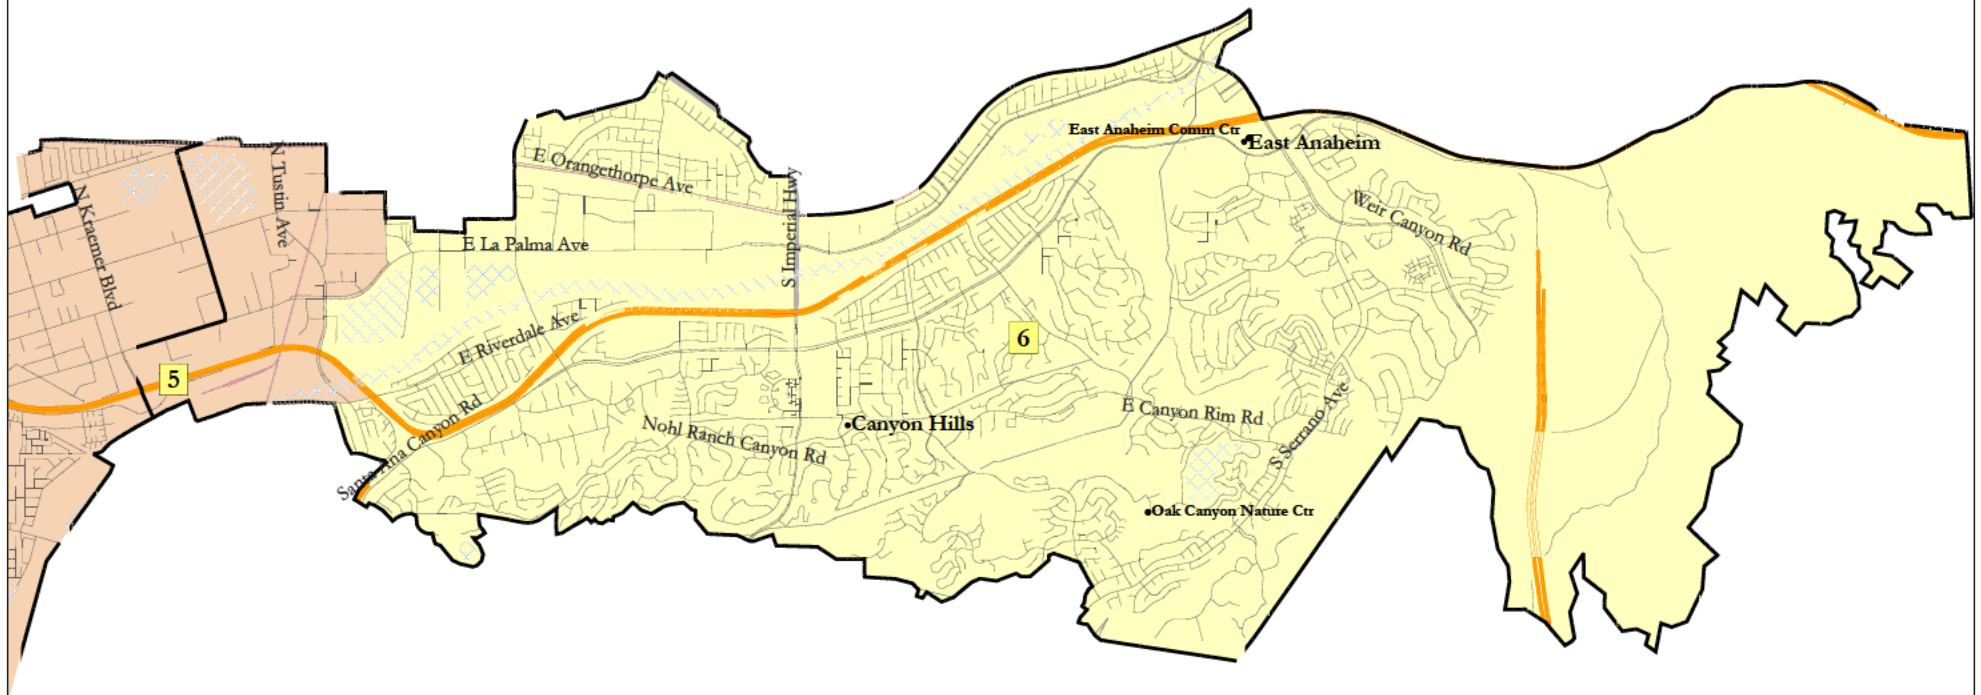 East Anaheim Comm Ctr
East Anaheim
N Tustin Ave
E Orangethorpe Ave
S Imperial Hwy
N Kraemer Blvd
Weir Canyon Rd
E La Palma Ave
E Riverdale Ave
6
5
Santa Ana Canyon Rd
Nohl Ranch Canyon Rd
Canyon Hills
E Canyon Rim Rd
S Serrano Ave
Oak Canyon Nature Ctr